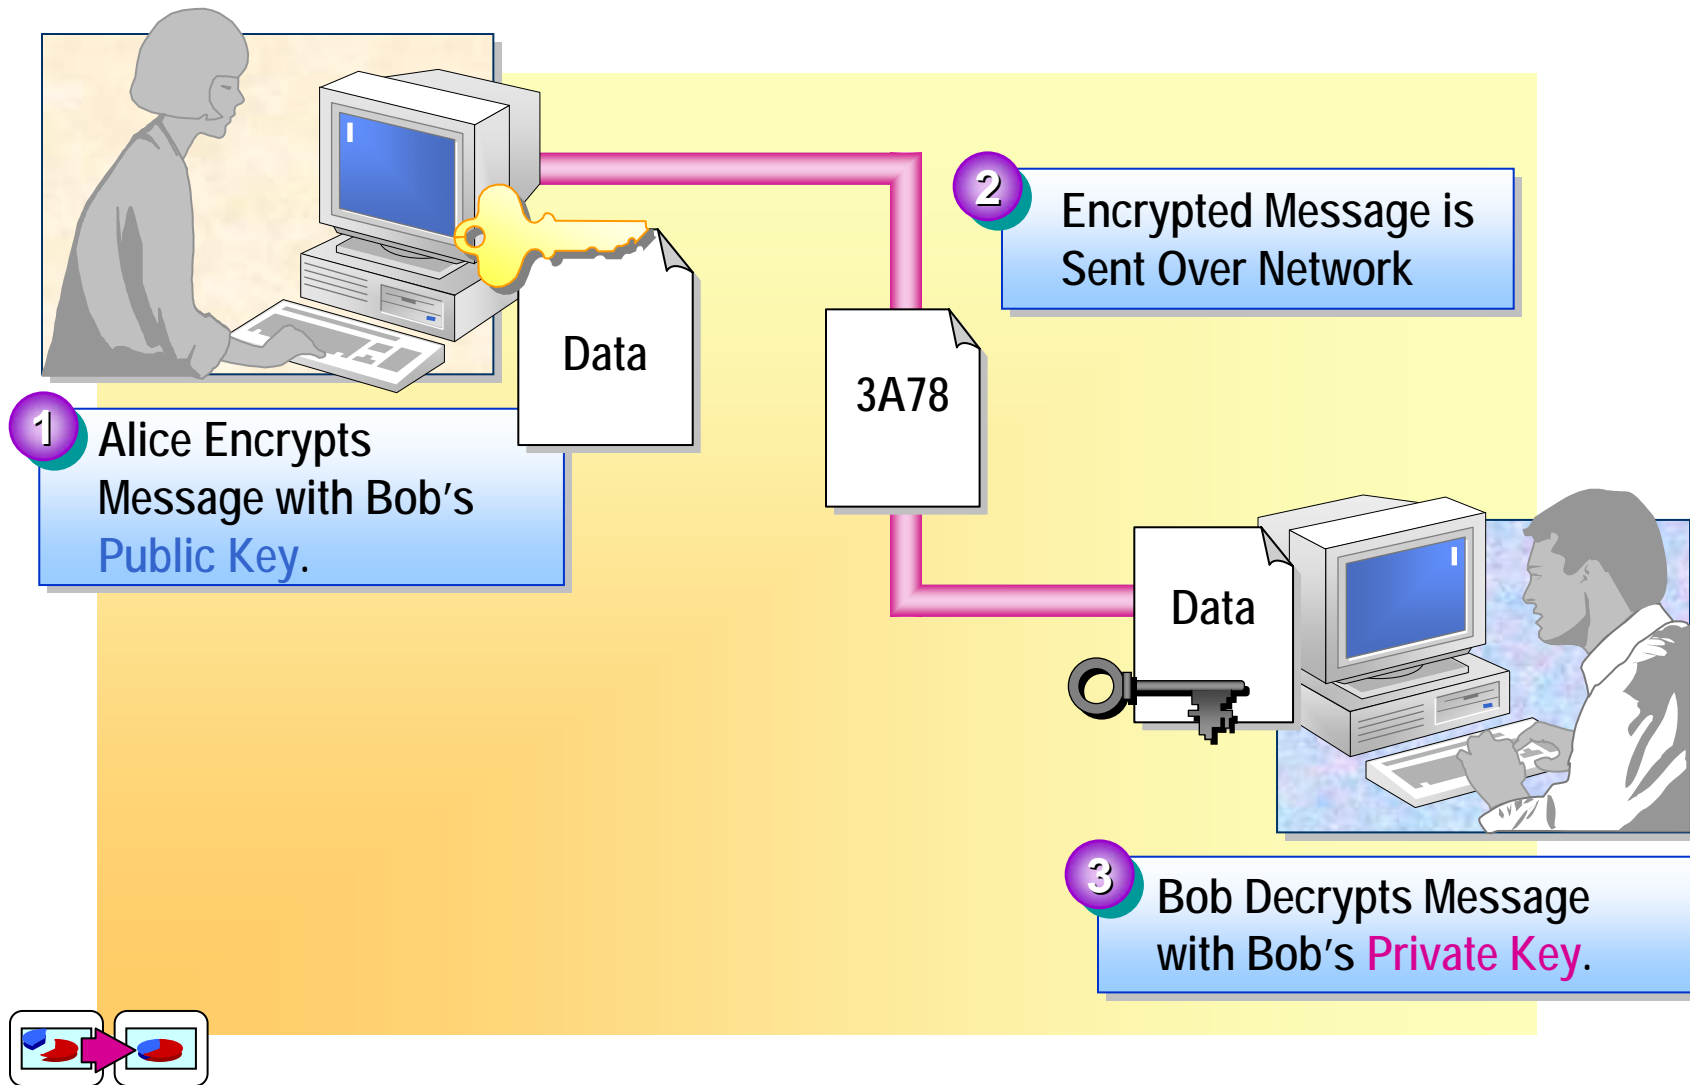 Data
1
Alice Encrypts
Message with Bob's
Public Key.
2
Encrypted Message is
Sent Over Network
3A78
Data
3
Bob Decrypts Message
with Bob's Private Key.